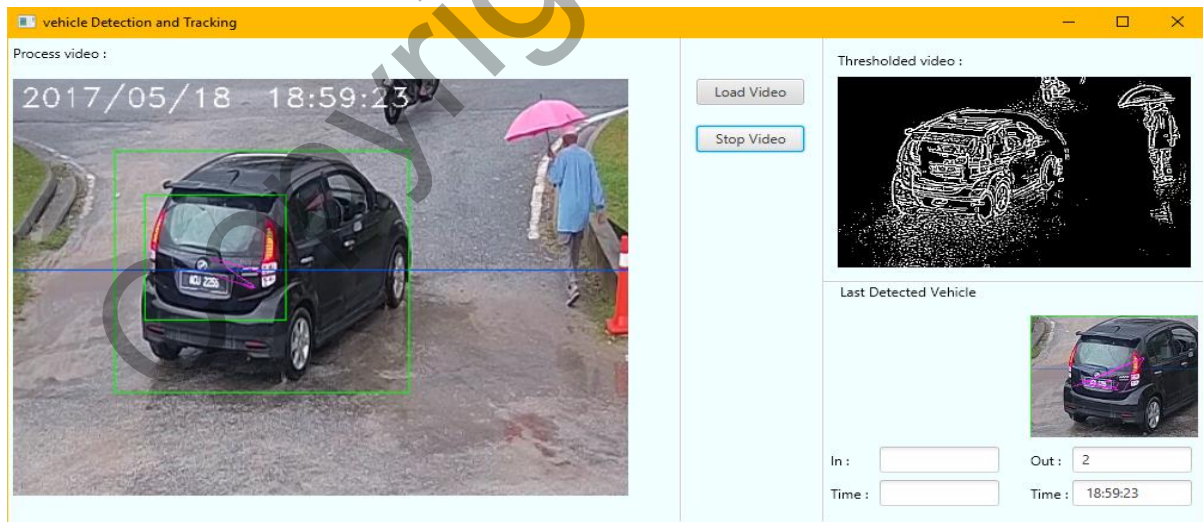 vehicle Detection and Tracking
Process video :
2017/05/18 18:59:23
Load Video
Stop Video
Thresholded video :
Last Detected Vehicle
In :
Out : 2
Time :
Time : 18:59:23